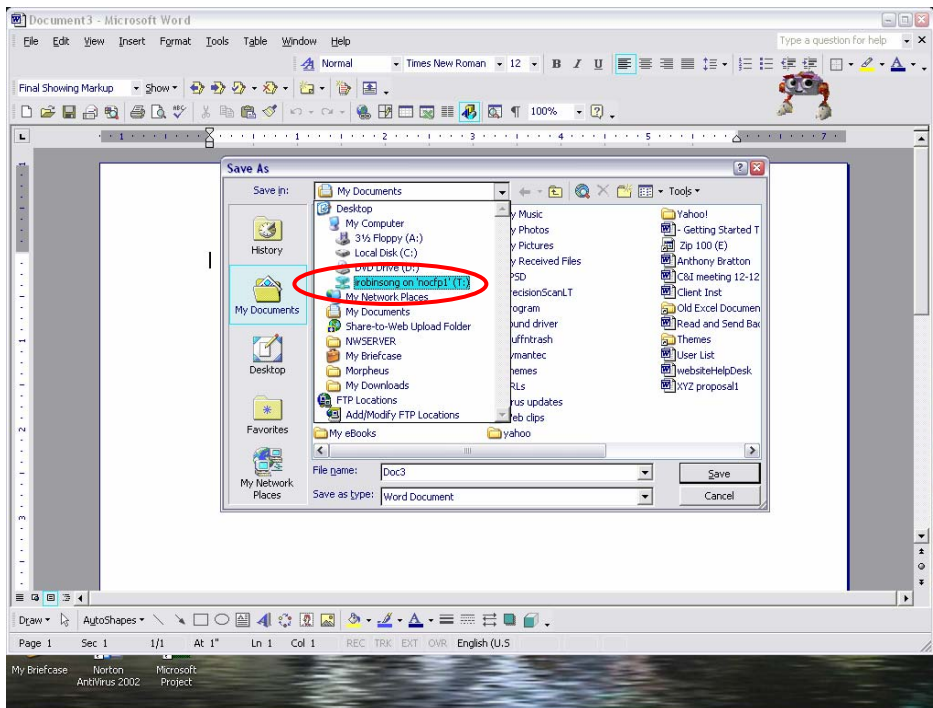 Document3 - Microsoft Word
File Edit View Insert Format Tools Table Window Help Type a question for help
Normal Times New Roman 12 B I U
Final Showing Markup Show
100%
1 1 2 3 4 5 7
Save As
Save in: My Documents Tools
History
My Documents
Desktop
Favorites
My Network
Places
Desktop
My Computer
3½ Floppy (A:)
Local Disk (C:)
DVD Drive (D:)
on 'nocfp1' (T:)
My Network Places
My Documents
Share-to-Web Upload Folder
NWSERVER
My Briefcase
Morpheus
My Downloads
FTP Locations
Add/Modify FTP Locations
My eBooks
y Music
y Photos
y Pictures
y Received Files
PSD
recisionScanLT
rogram
ound driver
uffntrash
ymantec
hemes
RLs
rus updates
eb clips
yahoo
Yahoo!
- Getting Started T
Zip 100 (E)
Anthony Bratton
C&I meeting 12-12
Client Inst
Old Excel Documen
Read and Send Bac
Themes
User List
websiteHelpDesk
XYZ proposal1
File name: Doc3 Save
Save as type: Word Document Cancel
Draw AutoShapes
Page 1 Sec 1 1/1 At 1" Ln 1 Col 1 REC TRK EXT OVR English (U.S
My Briefcase Norton Microsoft
AntiVirus 2002 Project